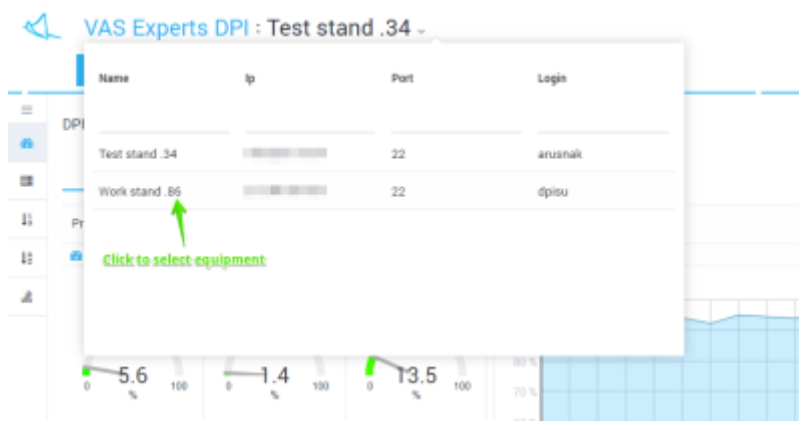 VAS Experts DPI : Test stand .34
Name Ip Port Login
DPI
Test stand .34 22 arusnak
Work stand .86 22 dpisu
Pr
Click to select equipment
5.6 1.4 13.5 80 %
0 % 100 0 % 100 0 % 100 70 %